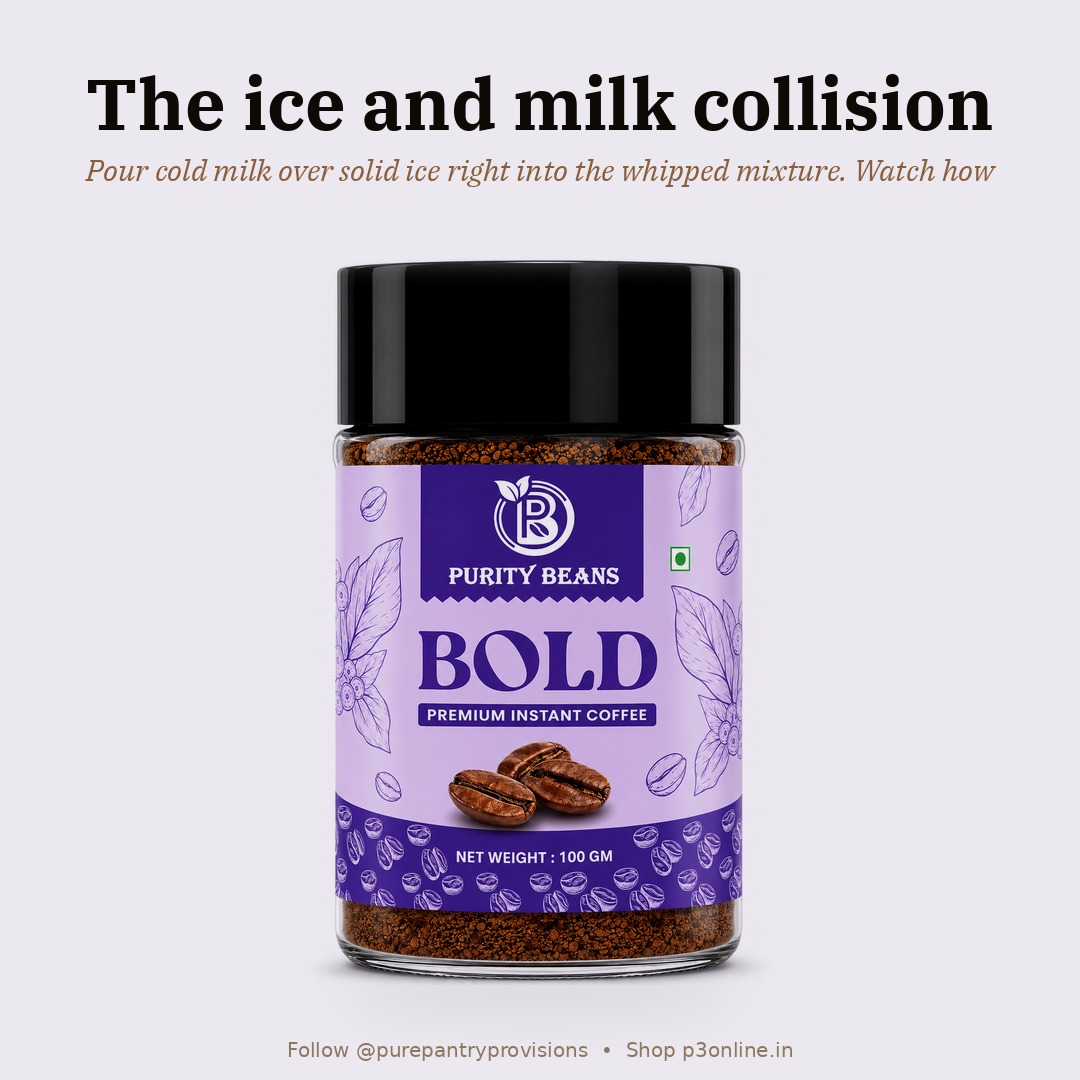 The ice and milk collision
Pour cold milk over solid ice right into the whipped mixture. Watch how
PURITY BEANS
BOLD
PREMIUM INSTANT COFFEE
NET WEIGHT : 100 GM
Follow @purepantryprovisions • Shop p3online.in